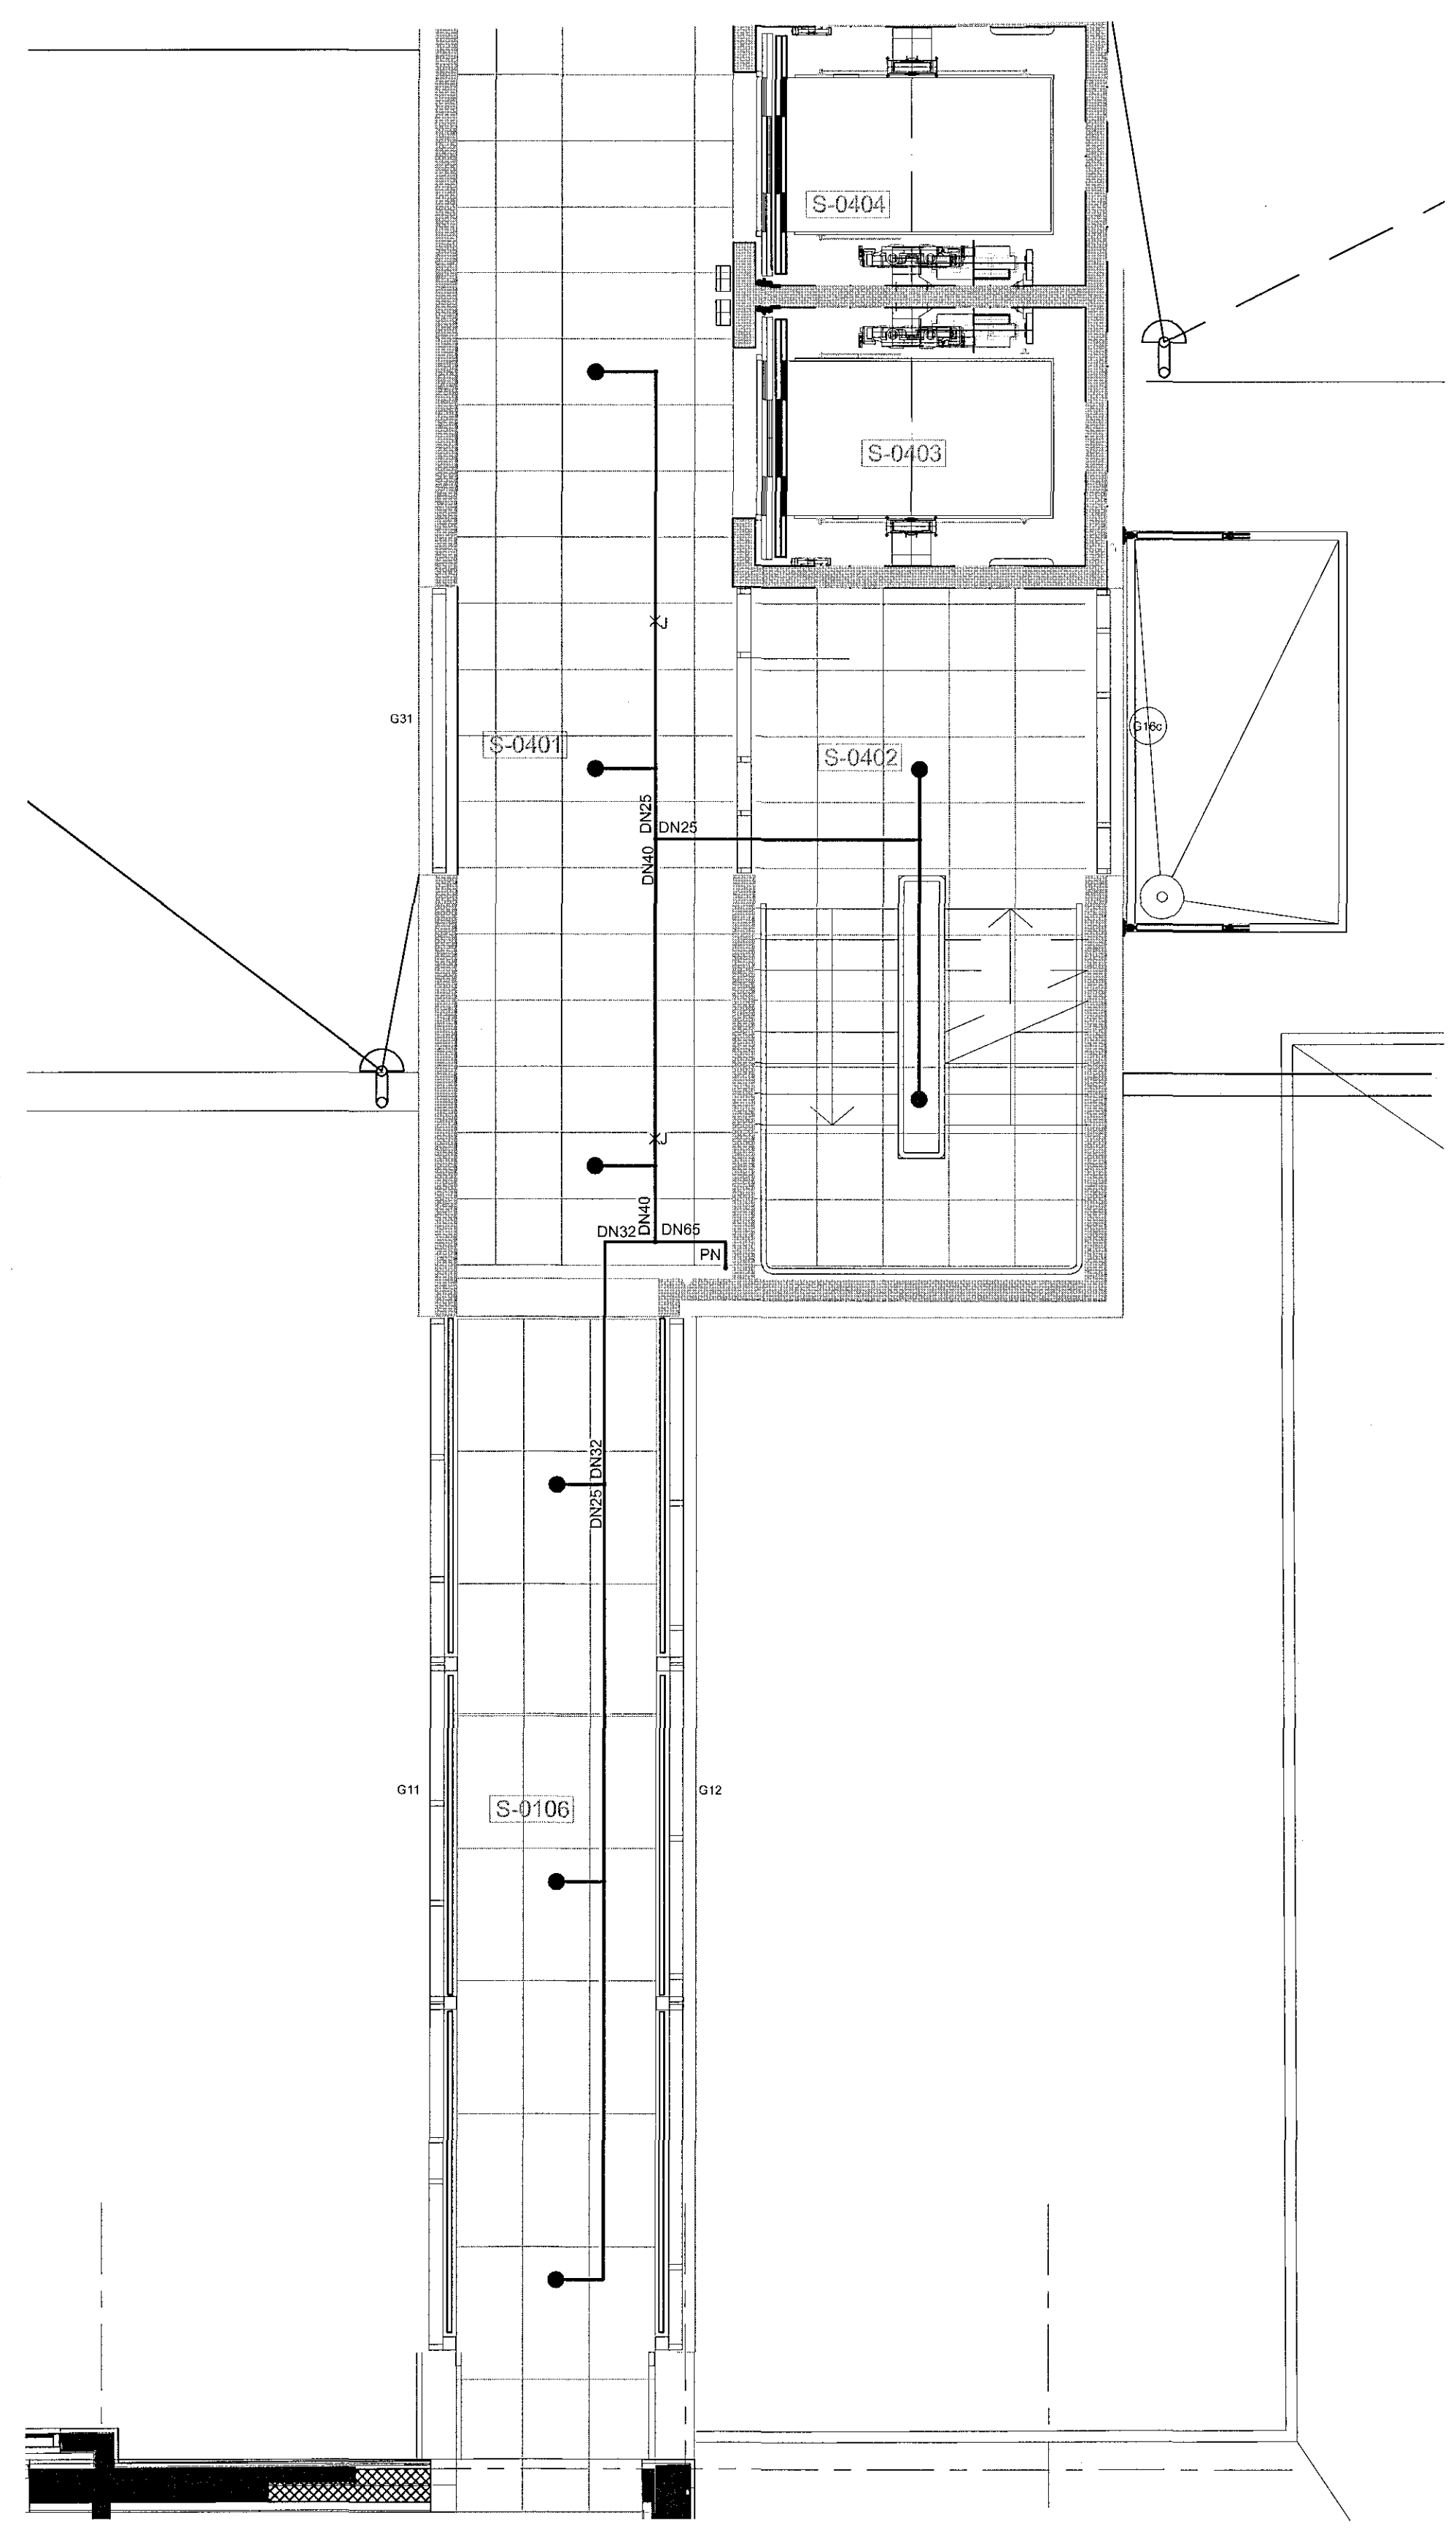 S-0404
S-0403
J
G31
S-0401
S-0402
G16c
DN25
DN25
DN40
J
DN40
DN32
DN65
PN
DN32
DN25
G11
G12
S-0106